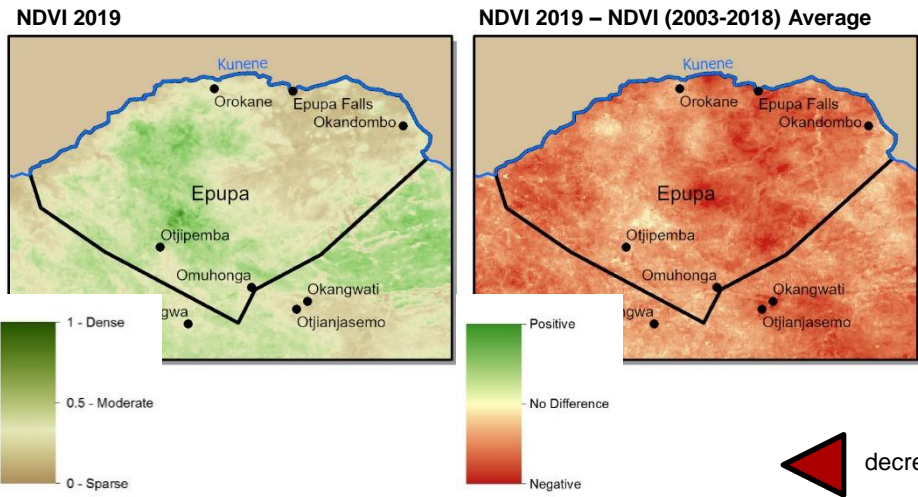 NDVI 2019
Kunene
Orokane
Epupa Falls
Okandombo
Epupa
Otjipemba
Omuhonga
Okangwati
gwa
Otjianjasemo
1 - Dense
0.5 - Moderate
0 - Sparse
NDVI 2019 – NDVI (2003-2018) Average
Kunene
Orokane
Epupa Falls
Okandombo
Epupa
Otjipemba
Omuhonga
Okangwati
gwa
Otjianjasemo
Positive
No Difference
Negative
decre